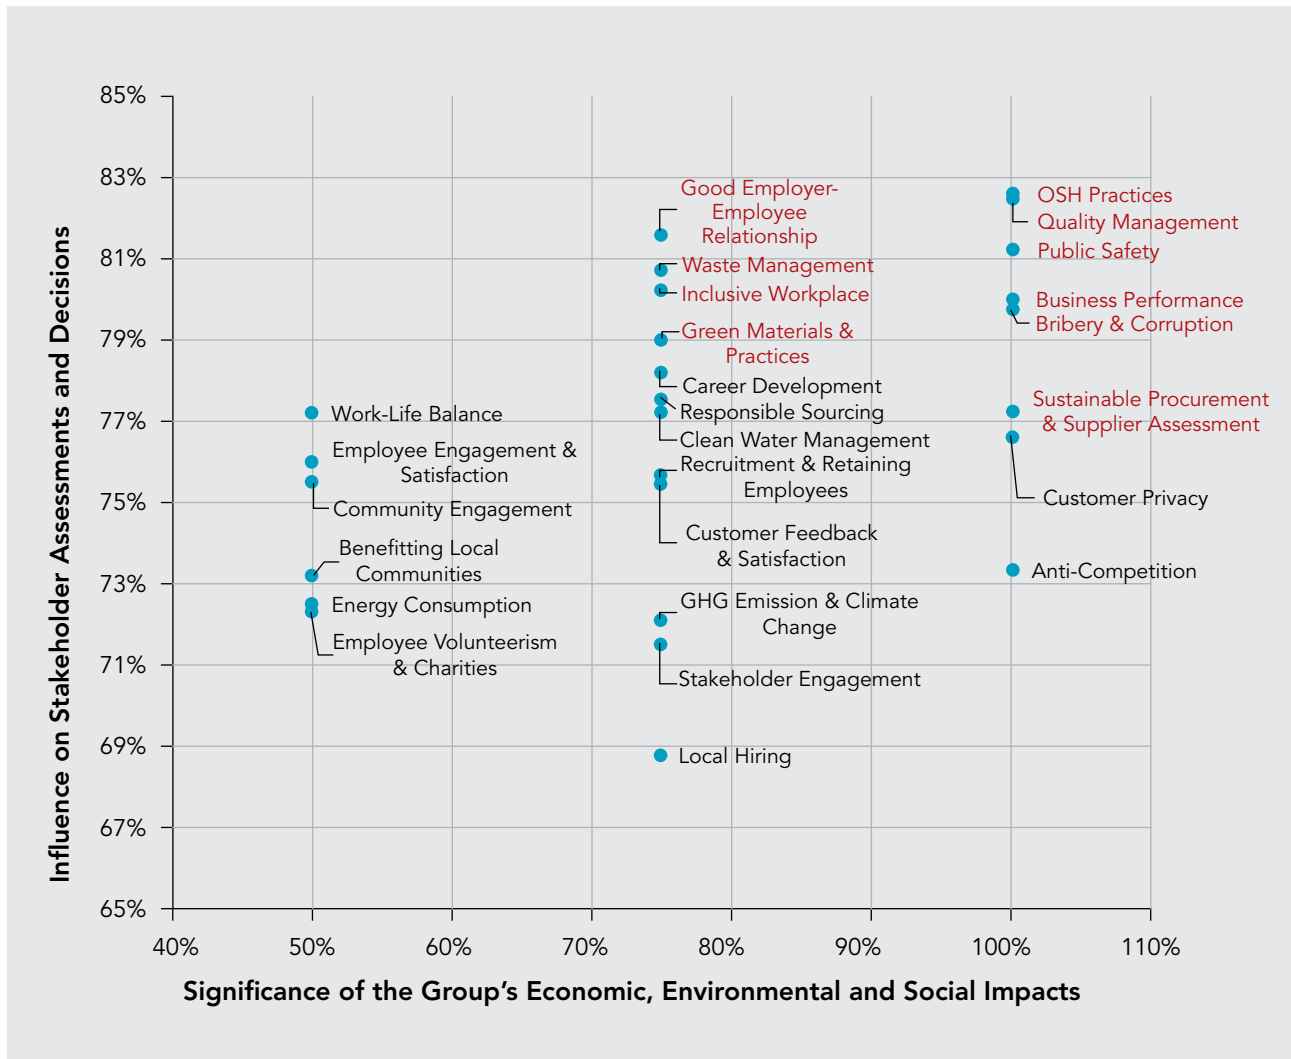 85%
83%
81%
79%
77%
75%
73%
71%
69%
67%
65%
Influence on Stakeholder Assessments and Decisions
Work-Life Balance
Employee Engagement &
Satisfaction
Community Engagement
Benefitting Local
Communities
Energy Consumption
Employee Volunteerism
& Charities
Good Employer-
Employee
Relationship
Waste Management
Inclusive Workplace
Green Materials &
Practices
Career Development
Responsible Sourcing
Clean Water Management
Recruitment & Retaining
Employees
Customer Feedback
& Satisfaction
GHG Emission & Climate
Change
Stakeholder Engagement
Local Hiring
OSH Practices
Quality Management
Public Safety
Business Performance
Bribery & Corruption
Sustainable Procurement
& Supplier Assessment
Customer Privacy
Anti-Competition
40%
50%
60%
70%
80%
90%
100%
110%
Significance of the Group's Economic, Environmental and Social Impacts